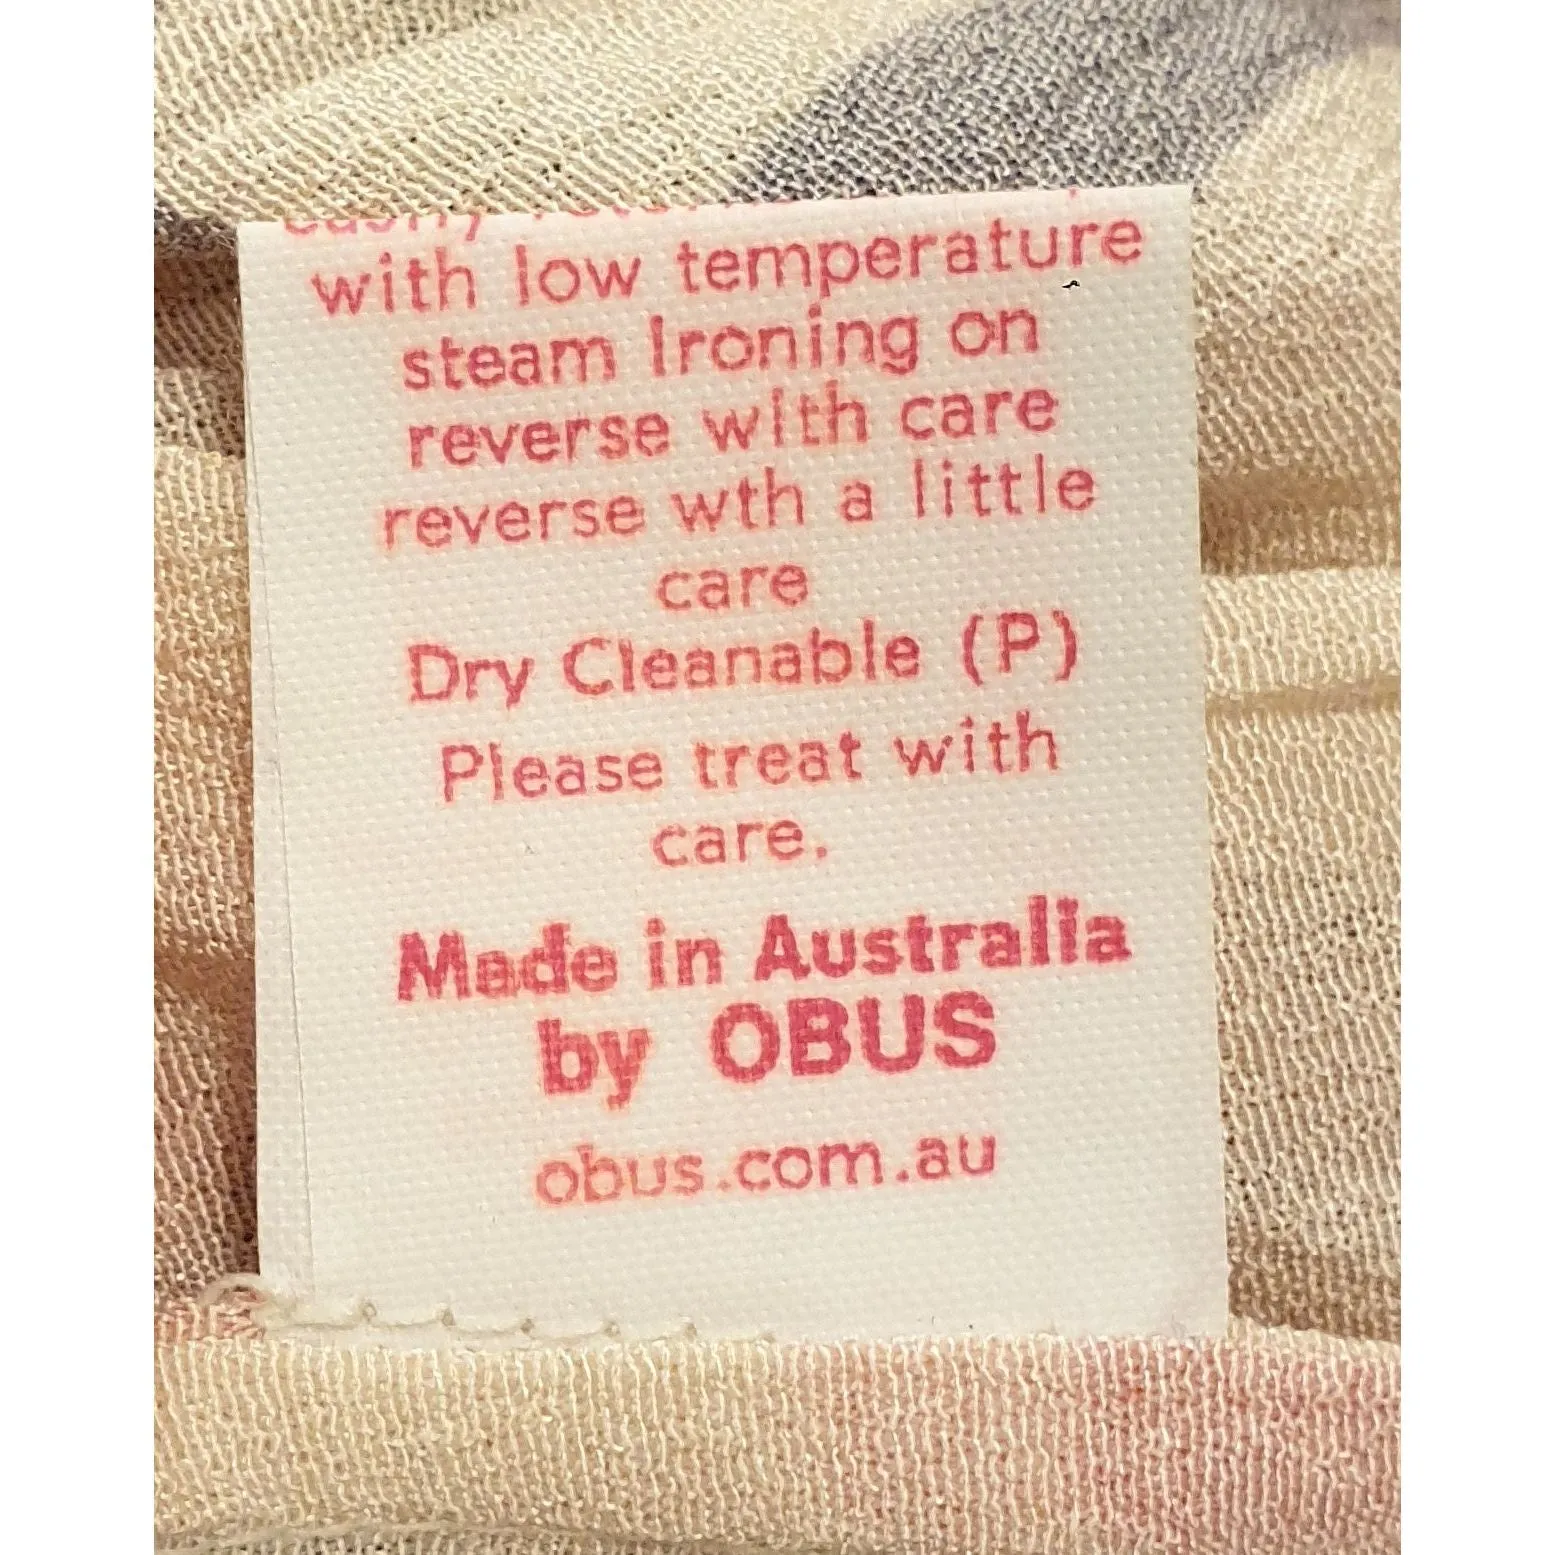 easily
with low temperature
steam Ironing on
reverse with care
reverse wth a little
care
Dry Cleanable (P)
Please treat with
care.
Made in Australia
by OBUS
obus.com.au